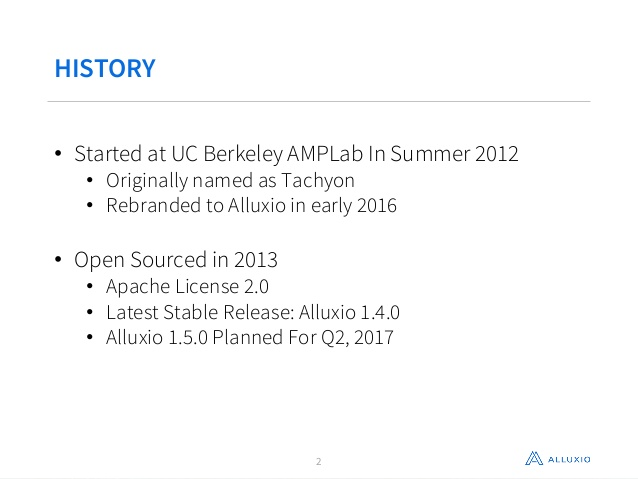 HISTORY
• Started at UC Berkeley AMPLab In Summer 2012
• Originally named as Tachyon
• Rebranded to Alluxio in early 2016
• Open Sourced in 2013
• Apache License 2.0
• Latest Stable Release: Alluxio 1.4.0
• Alluxio 1.5.0 Planned For Q2, 2017
2
ALLUXIO